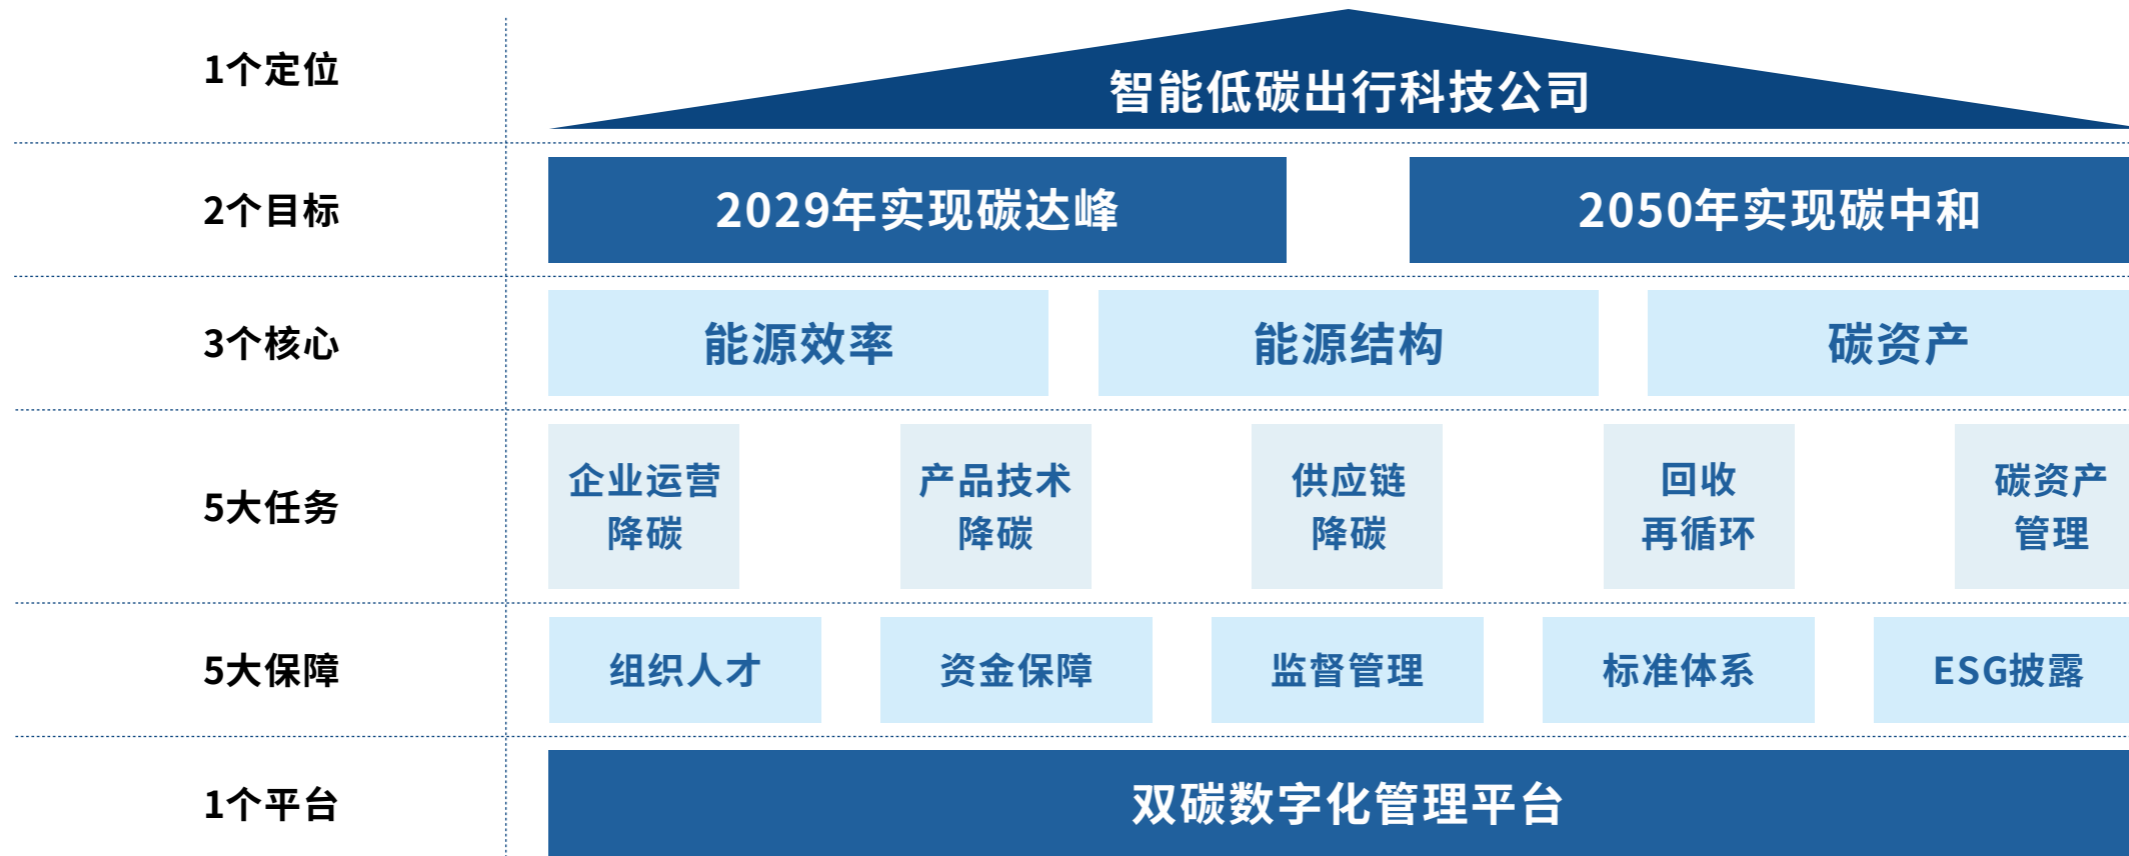 1个定位
智能低碳出行科技公司
2个目标
2029年实现碳达峰
2050年实现碳中和
3个核心
能源效率
能源结构
碳资产
5大任务
企业运营
降碳
产品技术
降碳
供应链
降碳
回收
再循环
碳资产
管理
5大保障
组织人才
资金保障
监督管理
标准体系
ESG披露
1个平台
双碳数字化管理平台